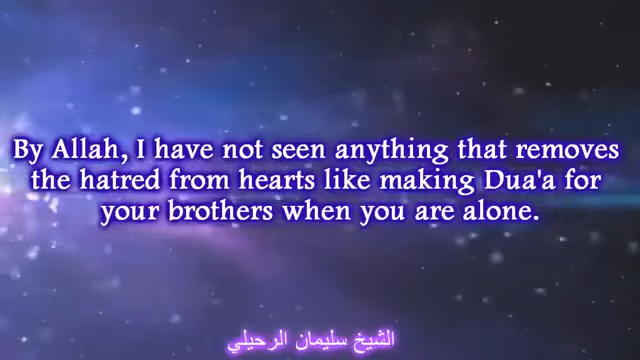 By Allah, I have not seen anything that removes
the hatred from hearts like making Dua'a for
your brothers when you are alone.
الشيخ سليمان الرحيلي